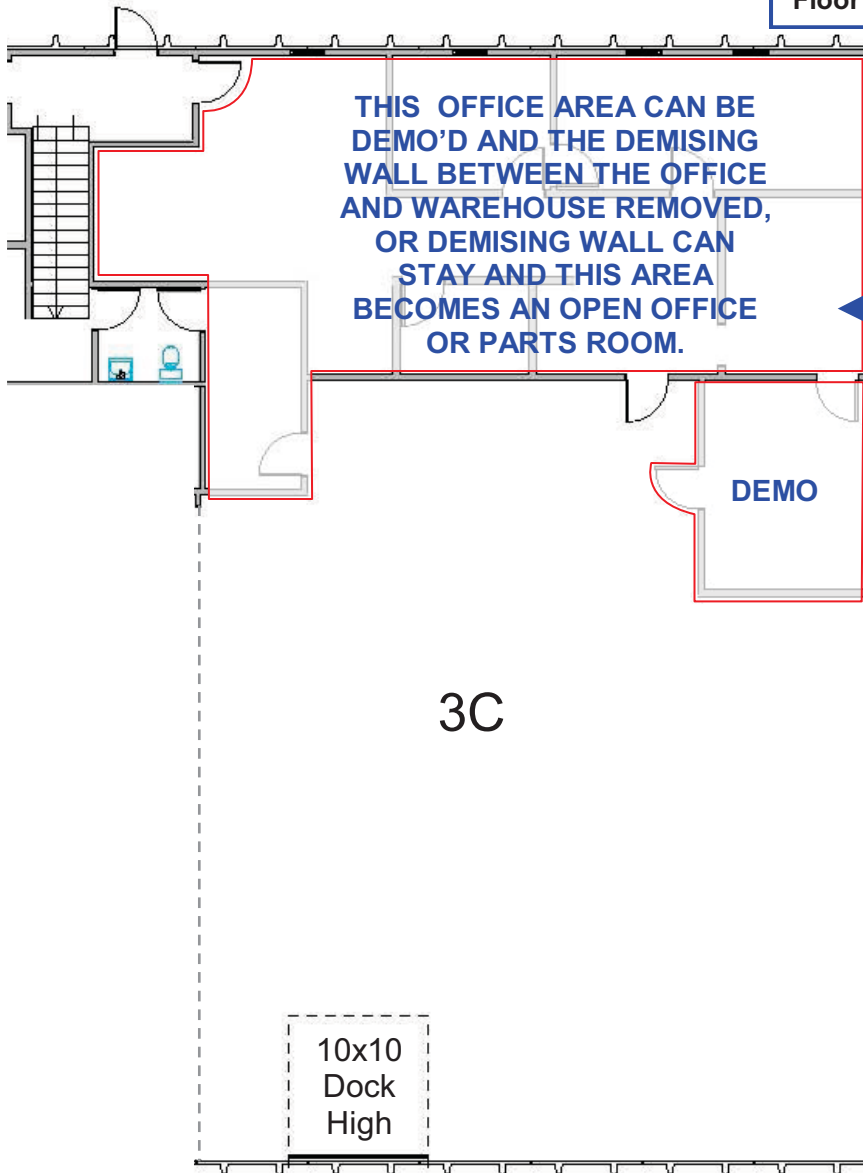 Floor
THIS OFFICE AREA CAN BE
DEMO’D AND THE DEMISING
WALL BETWEEN THE OFFICE
AND WAREHOUSE REMOVED,
OR DEMISING WALL CAN
STAY AND THIS AREA
BECOMES AN OPEN OFFICE
OR PARTS ROOM.
DEMO
3C
10x10
Dock
High